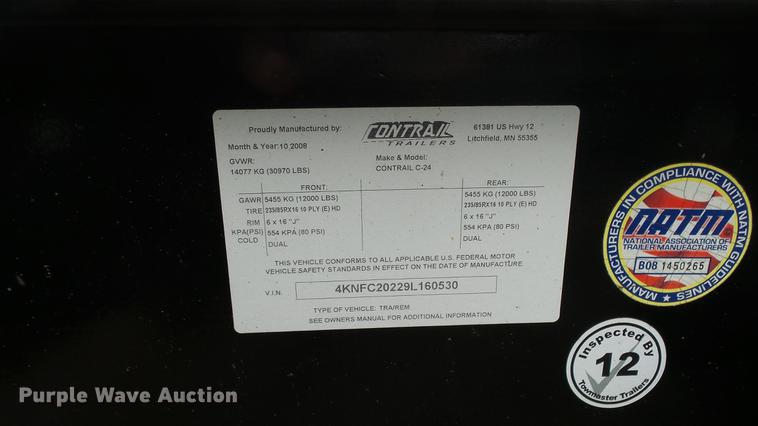 Proudly Manufactured by:
CONTRAIL
TRAILERS
61381 US Hwy 12
Litchfield, MN 55355
Month & Year:10 2008
GVWR:
14077 KG (30970 LBS)
Make & Model:
CONTRAIL C-24
FRONT:
REAR:
GAWR 5455 KG (12000 LBS) 5455 KG (12000 LBS)
TIRE 235/85RX16 10 PLY (E) HD 235/85RX16 10 PLY (E) HD
RIM 6 x 16 "J" 6 x 16 "J"
KPA(PSI) 554 KPA (80 PSI) 554 KPA (80 PSI)
COLD DUAL DUAL
THIS VEHICLE CONFORMS TO ALL APPLICABLE U.S. FEDERAL MOTOR
VEHICLE SAFETY STANDARDS IN EFFECT ON THE DATE OF MANUFACTURE.
V.I.N. 4KNFC20229L160530
TYPE OF VEHICLE: TRA/REM
SEE OWNERS MANUAL FOR ADDITIONAL INFORMATION
MANUFACTURERS IN COMPLIANCE WITH NATM GUIDELINES
NATM
NATIONAL ASSOCIATION OF
TRAILER MANUFACTURERS
B08 1450265
Inspected By
12
Towmaster Trailers
Purple Wave Auction